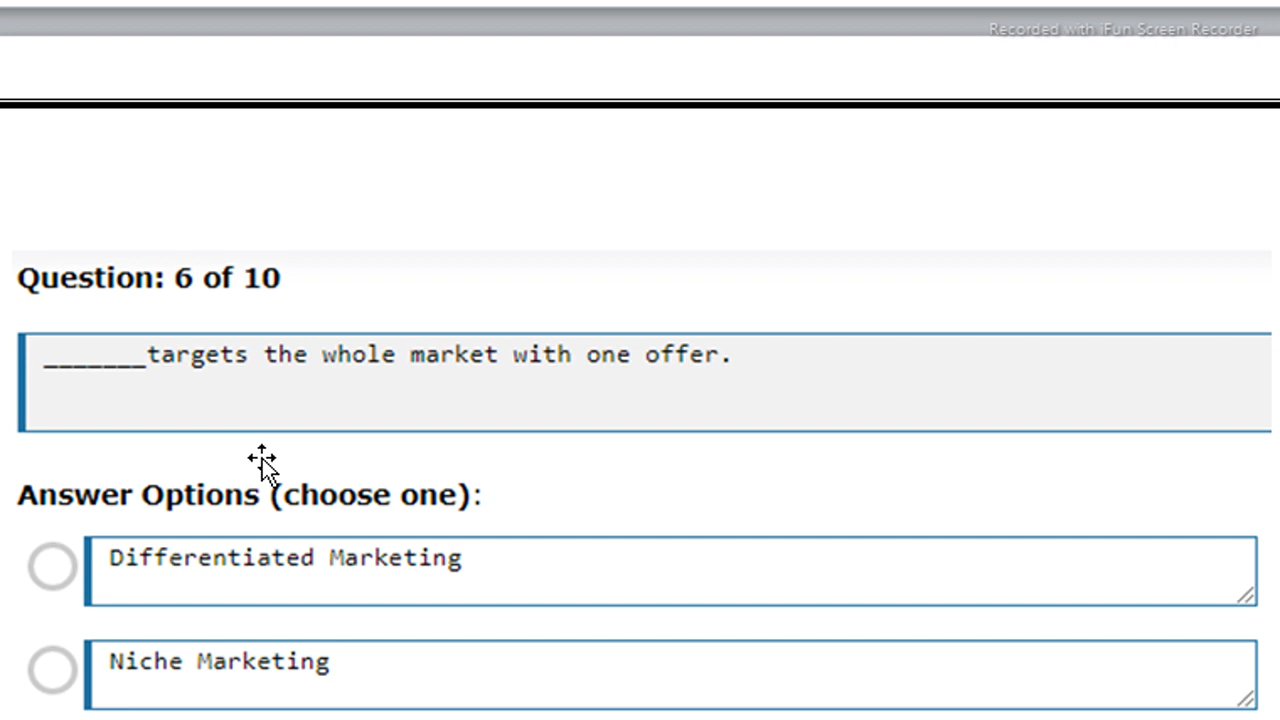 Recorded with iFun Screen Recorder
Question: 6 of 10
_______targets the whole market with one offer.
Answer Options (choose one):
Differentiated Marketing
Niche Marketing